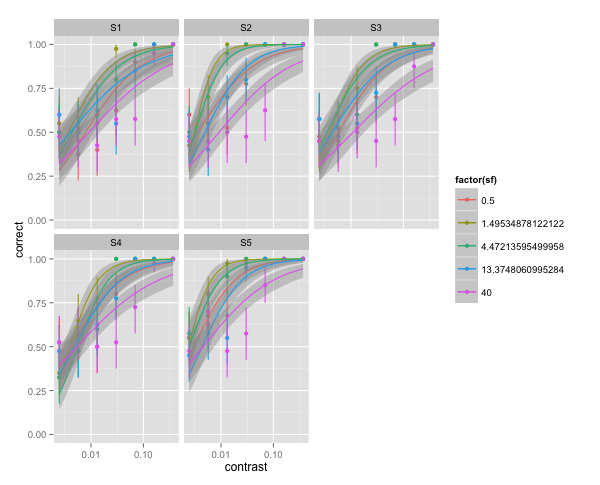 S1 S2 S3
1.00
0.75
0.50
0.25
0.00
correct
S4 S5
1.00
0.75
0.50
0.25
0.00
0.01 0.10 0.01 0.10
contrast
factor(sf)
0.5
1.49534878122122
4.47213595499958
13.3748060995284
40